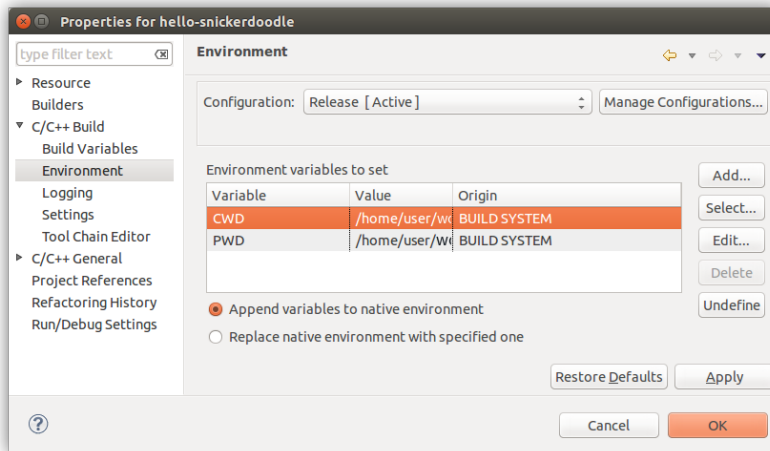 Properties for hello-snickerdoodle
type filter text
Environment
Resource
Builders
C/C++ Build
Build Variables
Environment
Logging
Settings
Tool Chain Editor
C/C++ General
Project References
Refactoring History
Run/Debug Settings
Configuration: Release [Active] Manage Configurations...
Environment variables to set
Variable Value Origin
CWD /home/user/wo BUILD SYSTEM
PWD /home/user/wo BUILD SYSTEM
Add...
Select...
Edit...
Delete
Undefine
Append variables to native environment
Replace native environment with specified one
Restore Defaults Apply
? Cancel OK